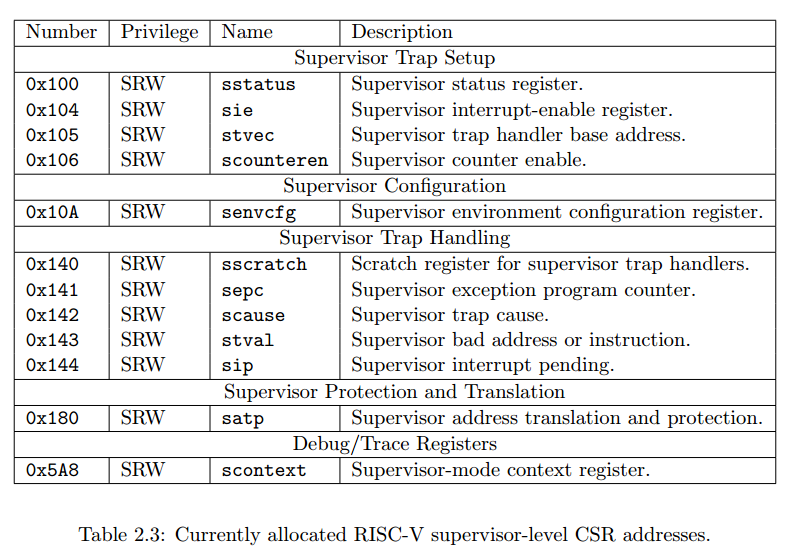 Number Privilege Name Description
Supervisor Trap Setup
0x100 SRW sstatus Supervisor status register.
0x104 SRW sie Supervisor interrupt-enable register.
0x105 SRW stvec Supervisor trap handler base address.
0x106 SRW scounteren Supervisor counter enable.
Supervisor Configuration
0x10A SRW senvcfg Supervisor environment configuration register.
Supervisor Trap Handling
0x140 SRW sscratch Scratch register for supervisor trap handlers.
0x141 SRW sepc Supervisor exception program counter.
0x142 SRW scause Supervisor trap cause.
0x143 SRW stval Supervisor bad address or instruction.
0x144 SRW sip Supervisor interrupt pending.
Supervisor Protection and Translation
0x180 SRW satp Supervisor address translation and protection.
Debug/Trace Registers
0x5A8 SRW scontext Supervisor-mode context register.
Table 2.3: Currently allocated RISC-V supervisor-level CSR addresses.